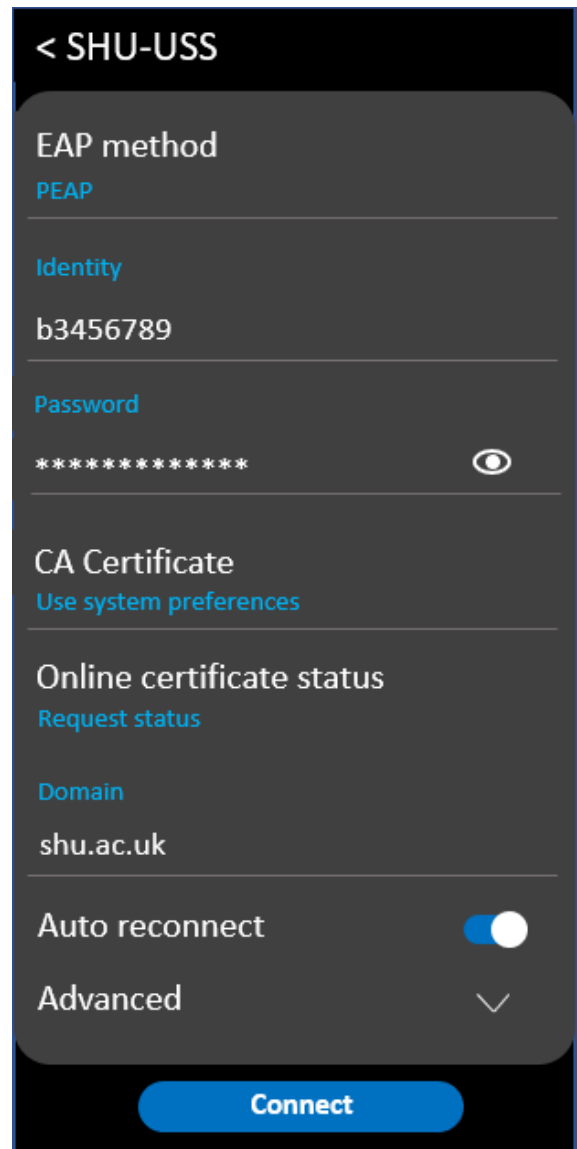 < SHU-USS
EAP method
PEAP
Identity
b3456789
Password
*************
CA Certificate
Use system preferences
Online certificate status
Request status
Domain
shu.ac.uk
Auto reconnect
Advanced
Connect